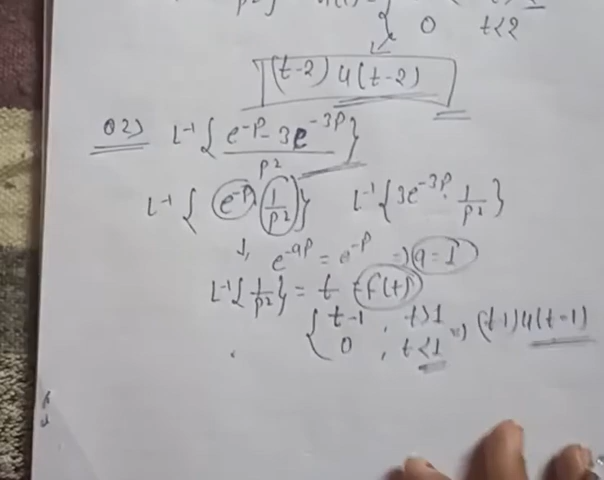 0 t<2
(t-2) u(t-2)
Q2) L⁻¹ { e^-p - 3e^-3p / p² }
L⁻¹ { e^-p · 1/p² } L⁻¹ { 3e^-3p · 1/p² }
↓, e^-ap = e^-p => a=1
L⁻¹ { 1/p² } = t = f(t)
{ t-1 , t>1 => (t-1) u(t-1)
0 , t<1